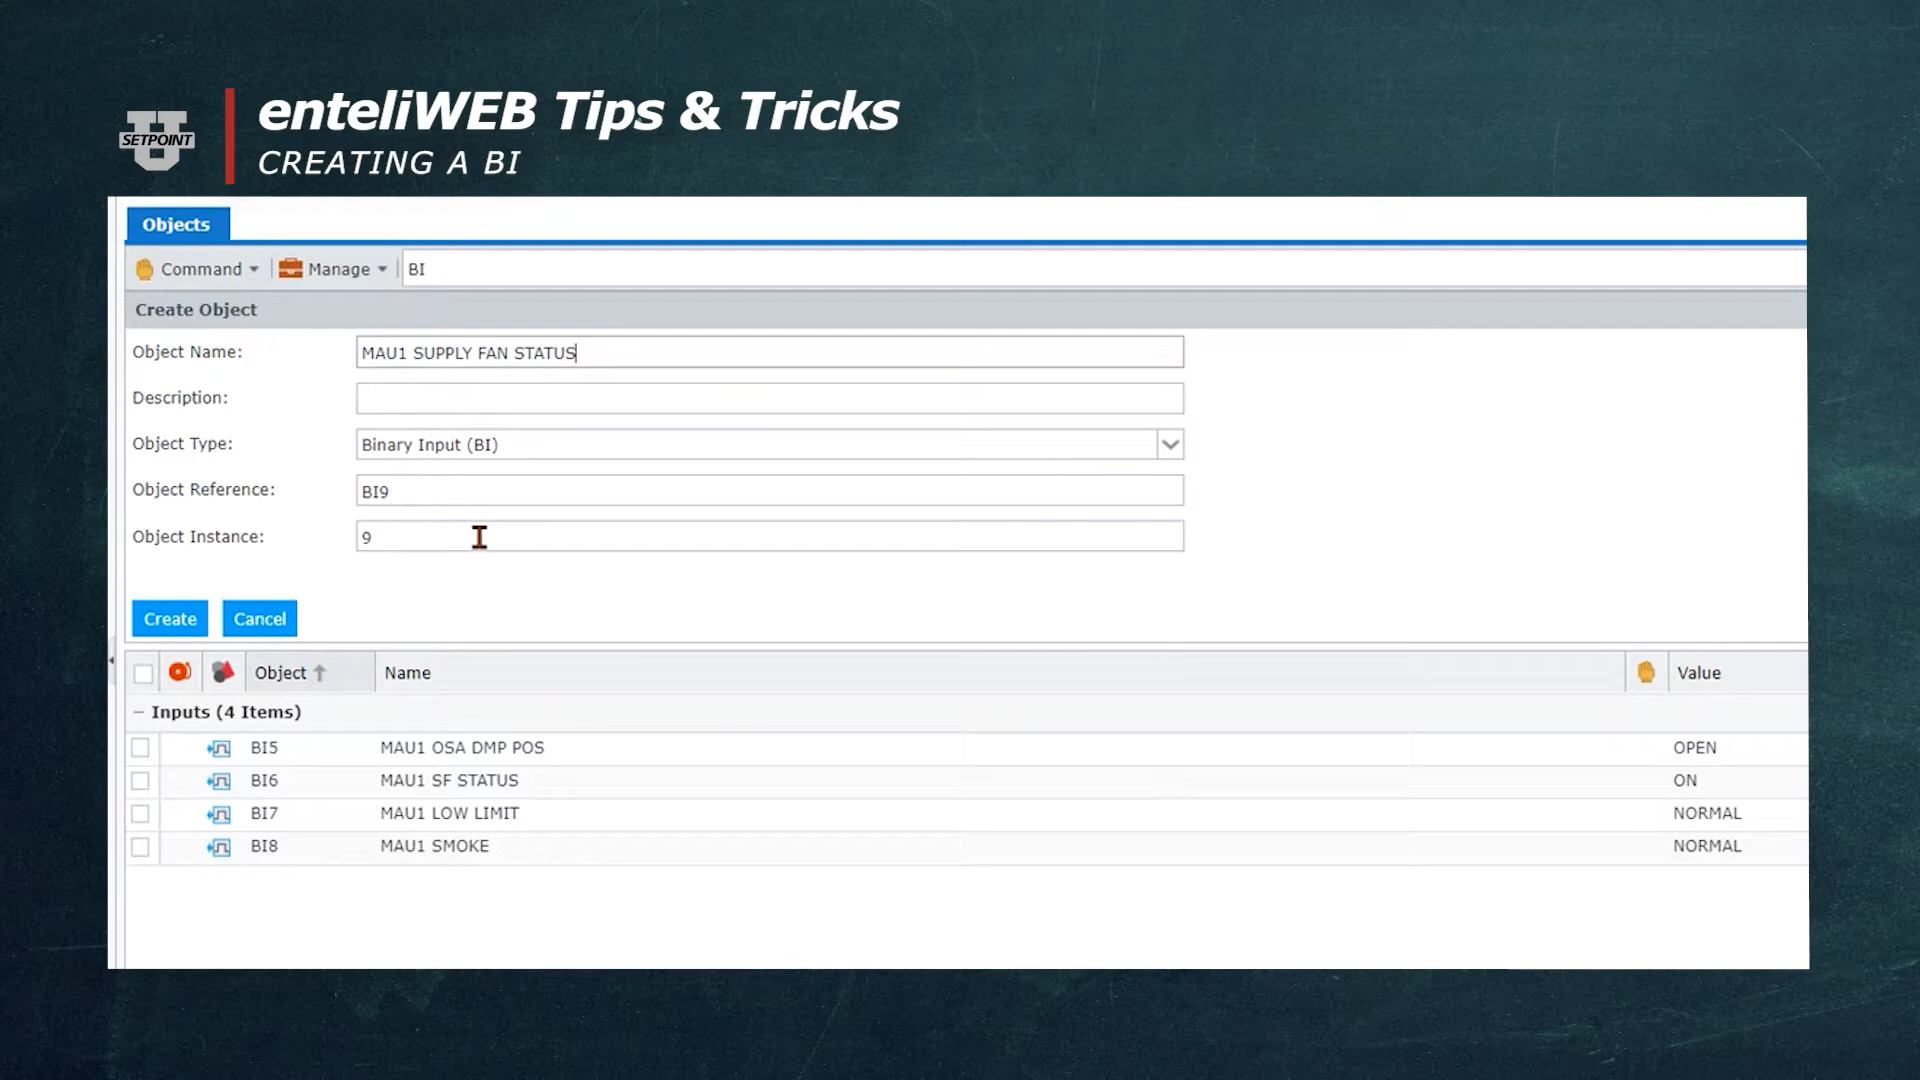 enteliWEB Tips & Tricks
U
SETPOINT
CREATING A BI
Objects
Command Manage BI
Create Object
Object Name: MAU1 SUPPLY FAN STATUS
Description:
Object Type: Binary Input (BI)
Object Reference: BI9
Object Instance: 9
Create Cancel
Object Name Value
− Inputs (4 Items)
BI5 MAU1 OSA DMP POS OPEN
BI6 MAU1 SF STATUS ON
BI7 MAU1 LOW LIMIT NORMAL
BI8 MAU1 SMOKE NORMAL